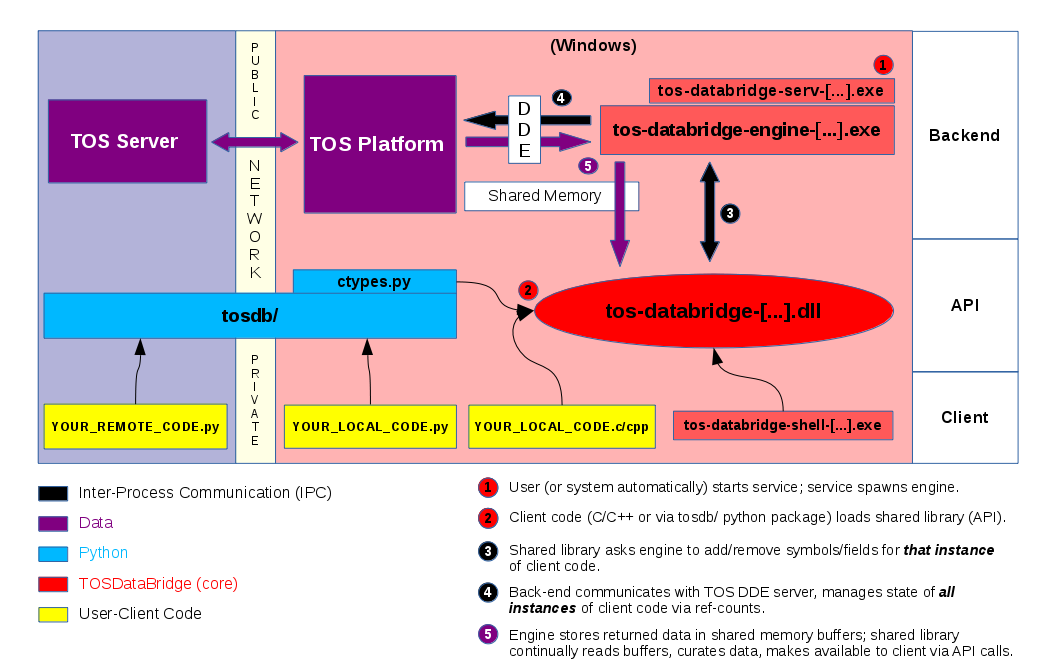 (Windows)
PUBLIC
NETWORK
PRIVATE
TOS Server
TOS Platform
DDE
1
tos-databridge-serv-[...].exe
tos-databridge-engine-[...].exe
4
5
Shared Memory
3
Backend
ctypes.py
tosdb/
2
tos-databridge-[...].dll
API
YOUR_REMOTE_CODE.py
YOUR_LOCAL_CODE.py
YOUR_LOCAL_CODE.c/cpp
tos-databridge-shell-[...].exe
Client
Inter-Process Communication (IPC)
Data
Python
TOSDataBridge (core)
User-Client Code
1 User (or system automatically) starts service; service spawns engine.
2 Client code (C/C++ or via tosdb/ python package) loads shared library (API).
3 Shared library asks engine to add/remove symbols/fields for that instance
of client code.
4 Back-end communicates with TOS DDE server, manages state of all
instances of client code via ref-counts.
5 Engine stores returned data in shared memory buffers; shared library
continually reads buffers, curates data, makes available to client via API calls.